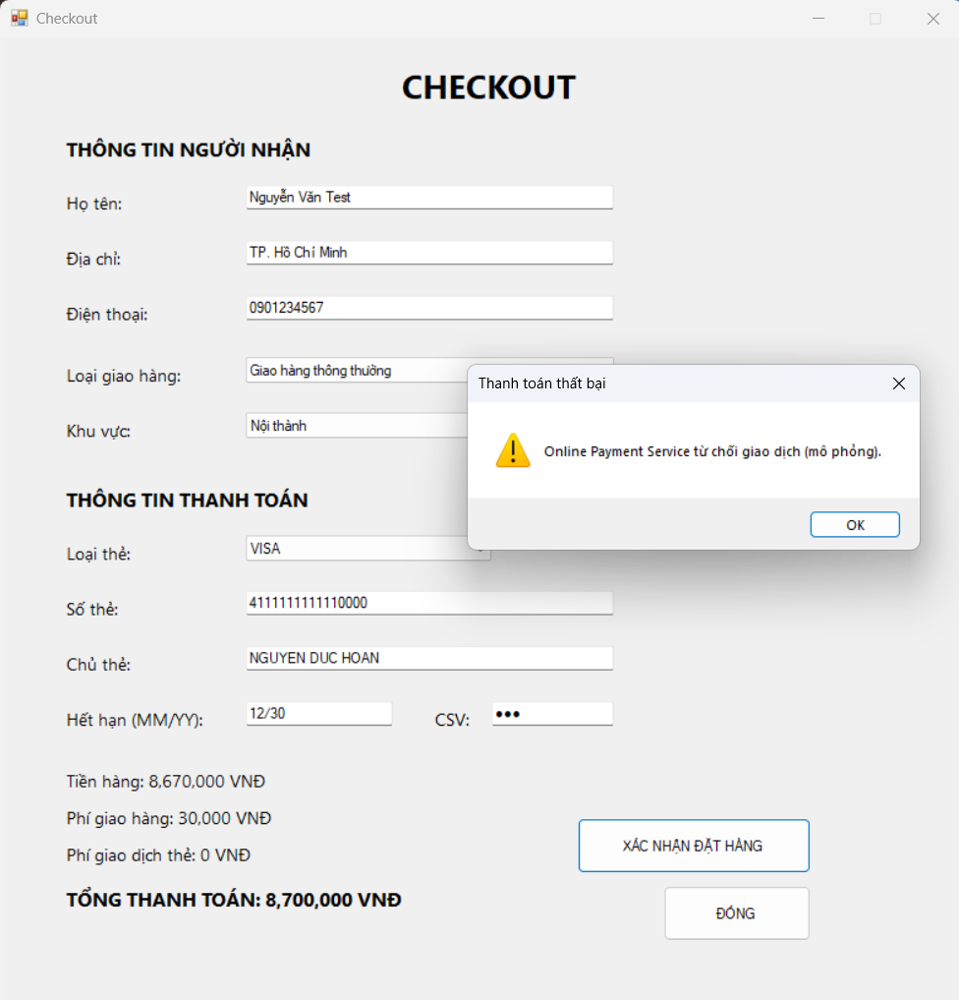 Checkout
CHECKOUT
THÔNG TIN NGƯỜI NHẬN
Họ tên: Nguyễn Văn Test
Địa chỉ: TP. Hồ Chí Minh
Điện thoại: 0901234567
Loại giao hàng: Giao hàng thông thường
Khu vực: Nội thành
Thanh toán thất bại
Online Payment Service từ chối giao dịch (mô phỏng).
OK
THÔNG TIN THANH TOÁN
Loại thẻ: VISA
Số thẻ: 4111111111110000
Chủ thẻ: NGUYEN DUC HOAN
Hết hạn (MM/YY): 12/30 CSV: •••
Tiền hàng: 8,670,000 VNĐ
Phí giao hàng: 30,000 VNĐ
Phí giao dịch thẻ: 0 VNĐ
TỔNG THANH TOÁN: 8,700,000 VNĐ
XÁC NHẬN ĐẶT HÀNG
ĐÓNG